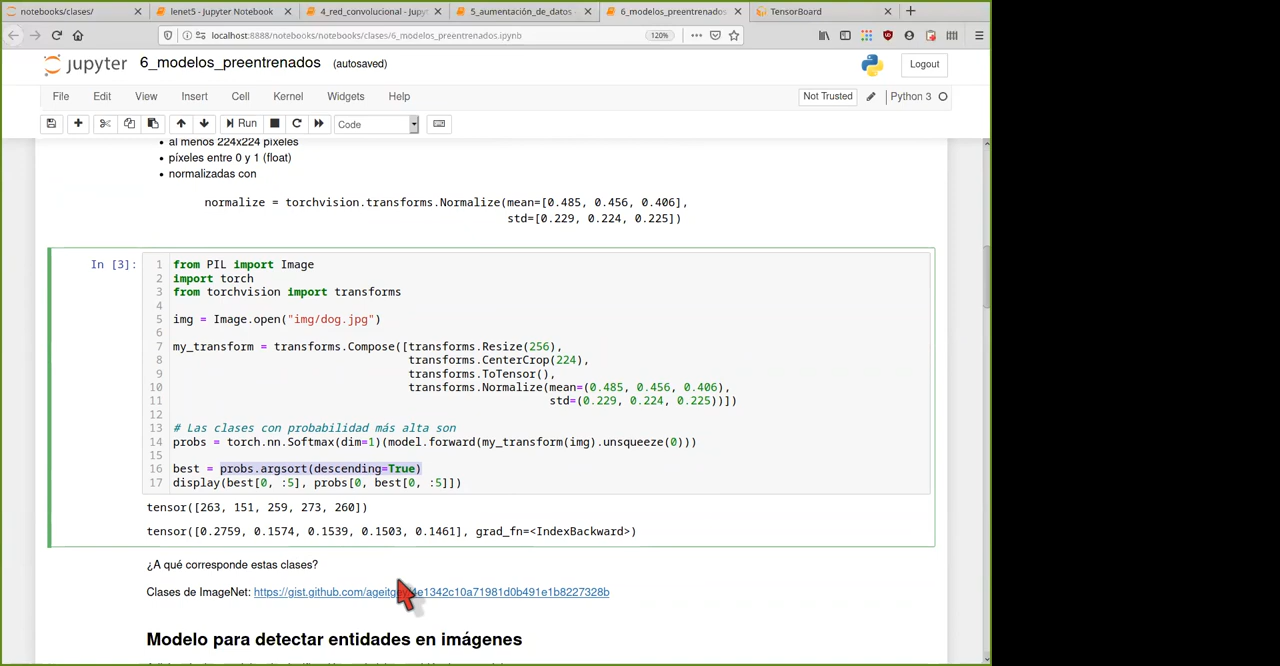 notebooks/clases/
lenet5 - Jupyter Notebook
4_red_convolucional - Jupyt
5_aumentación_de_datos -
6_modelos_preentrenados
TensorBoard
localhost:8888/notebooks/notebooks/clases/6_modelos_preentrenados.ipynb
120%
jupyter 6_modelos_preentrenados (autosaved)
Logout
File Edit View Insert Cell Kernel Widgets Help
Not Trusted
Python 3
Run
Code
al menos 224x224 píxeles
píxeles entre 0 y 1 (float)
normalizadas con
normalize = torchvision.transforms.Normalize(mean=[0.485, 0.456, 0.406],
std=[0.229, 0.224, 0.225])
In [3]:
1 from PIL import Image
2 import torch
3 from torchvision import transforms
4
5 img = Image.open("img/dog.jpg")
6
7 my_transform = transforms.Compose([transforms.Resize(256),
8 transforms.CenterCrop(224),
9 transforms.ToTensor(),
10 transforms.Normalize(mean=(0.485, 0.456, 0.406),
11 std=(0.229, 0.224, 0.225))])
12
13 # Las clases con probabilidad más alta son
14 probs = torch.nn.Softmax(dim=1)(model.forward(my_transform(img).unsqueeze(0)))
15
16 best = probs.argsort(descending=True)
17 display(best[0, :5], probs[0, best[0, :5]])
tensor([263, 151, 259, 273, 260])
tensor([0.2759, 0.1574, 0.1539, 0.1503, 0.1461], grad_fn=<IndexBackward>)
¿A qué corresponde estas clases?
Clases de ImageNet:
Modelo para detectar entidades en imágenes